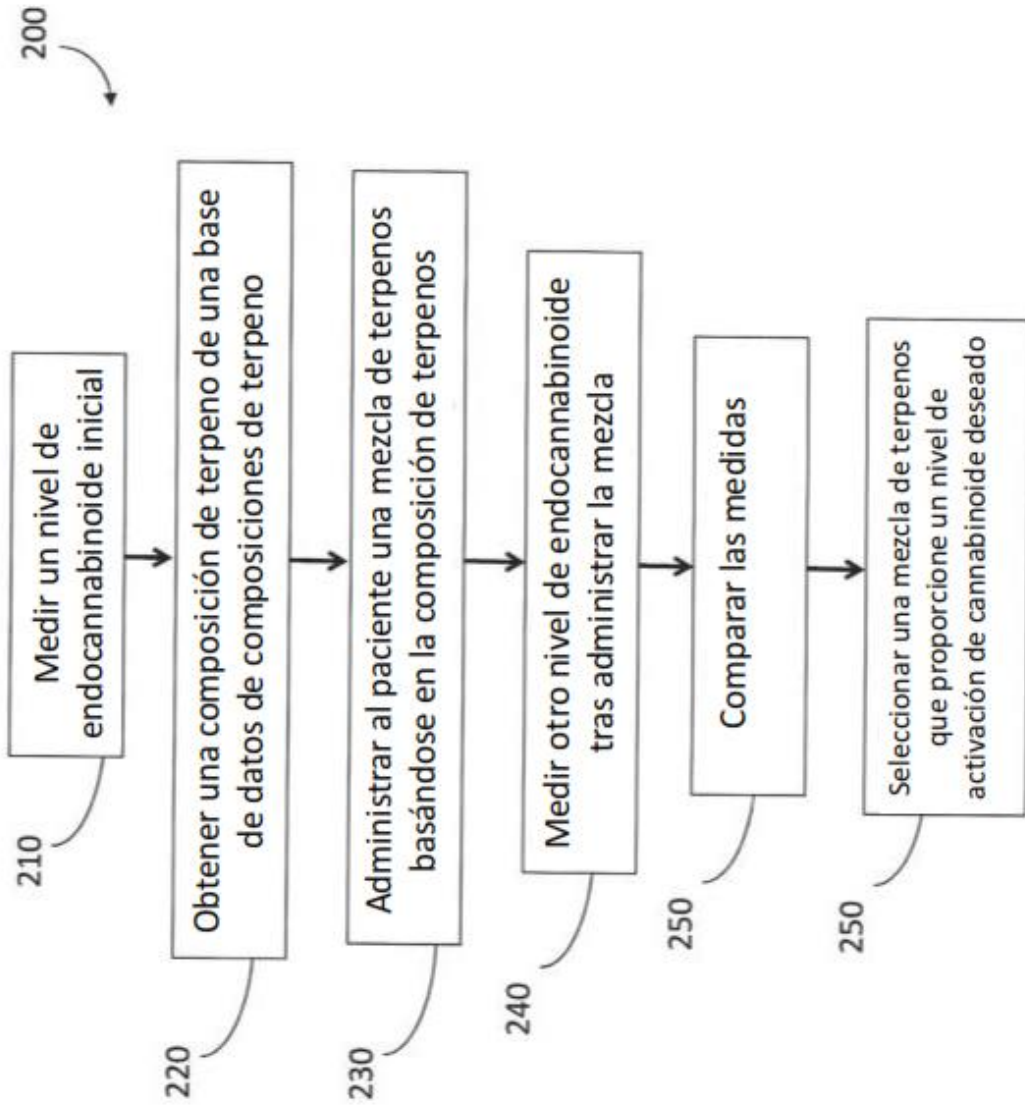 200
Medir un nivel de
endocannabinoide inicial
210
Obtener una composición de terpeno de una base
de datos de composiciones de terpeno
220
Administrar al paciente una mezcla de terpenos
basándose en la composición de terpenos
230
Medir otro nivel de endocannabinoide
tras administrar la mezcla
240
Comparar las medidas
250
Seleccionar una mezcla de terpenos
que proporcione un nivel de
activación de cannabinoide deseado
250